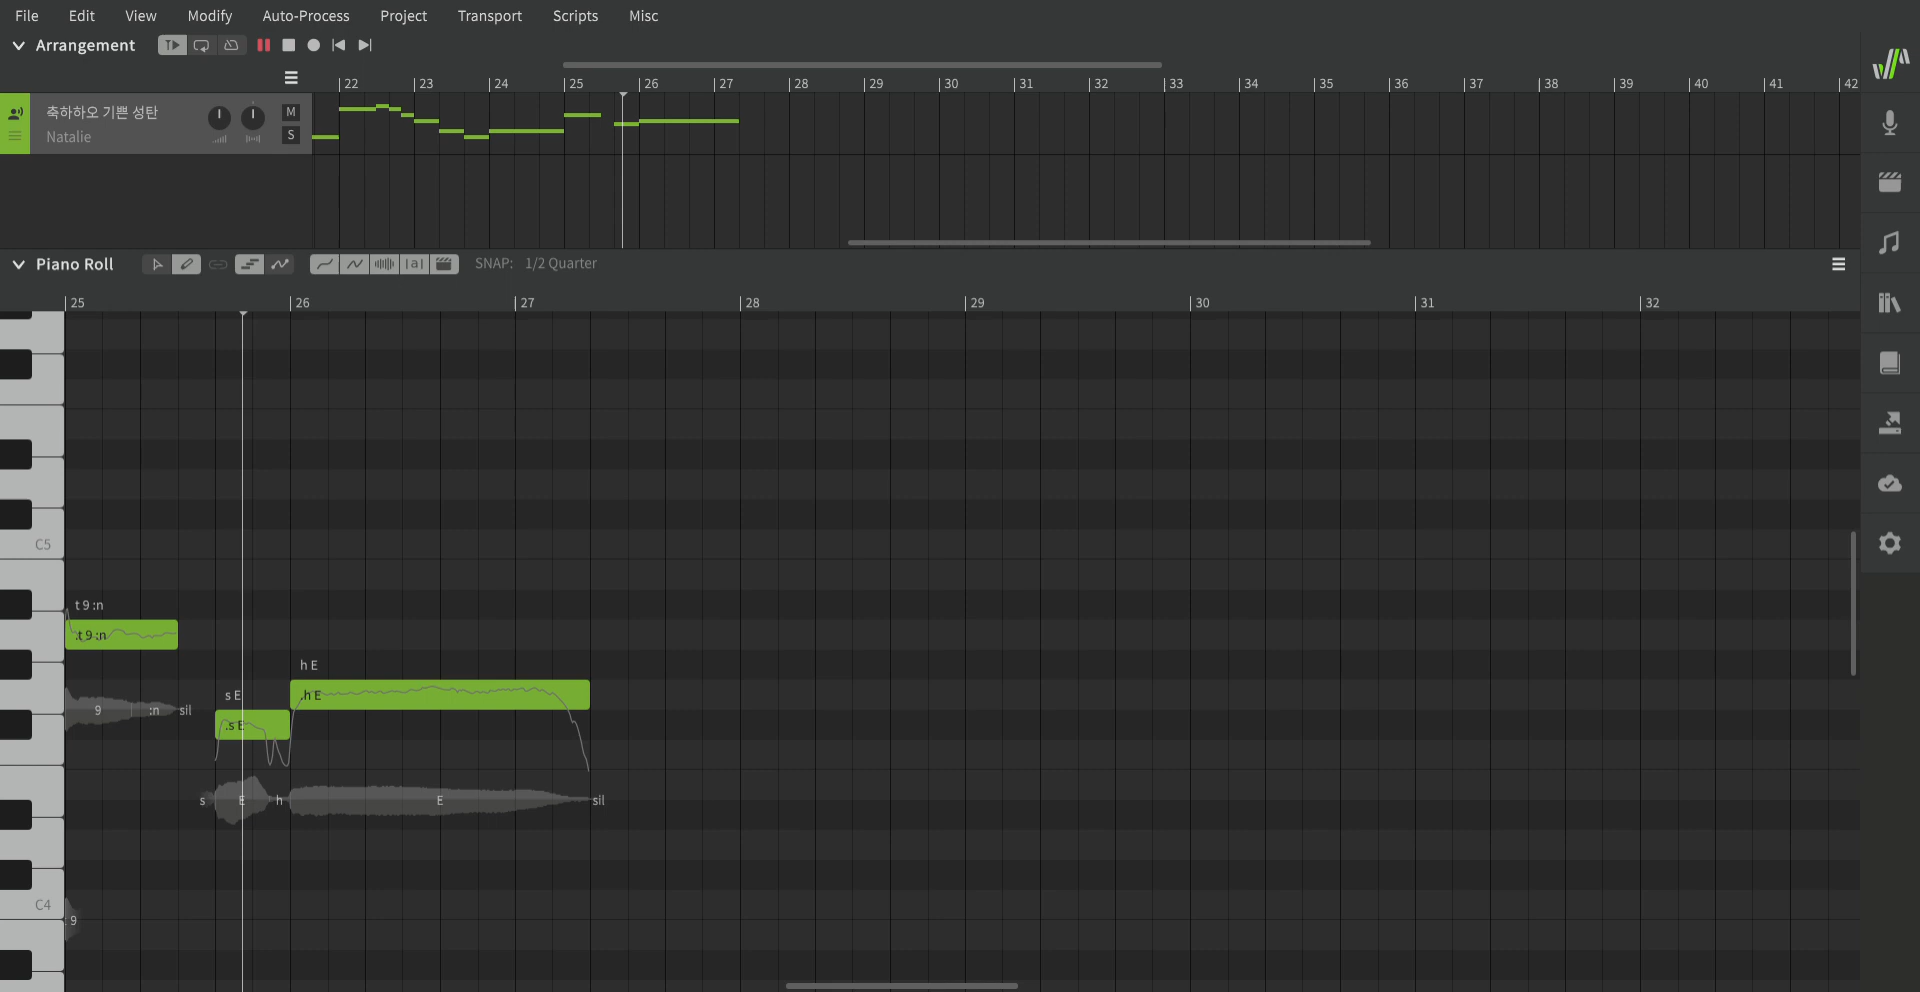 File Edit View Modify Auto-Process Project Transport Scripts Misc
Arrangement
22 23 24 25 26 27 28 29 30 31 32 33 34 35 36 37 38 39 40 41 42
축하하오 기쁜 성탄 M
Natalie S
Piano Roll |a| SNAP: 1/2 Quarter
25 26 27 28 29 30 31 32
C5
t 9 :n
.t 9 :n
h E
s E .h E
9 :n sil
.s E
s E h E sil
C4
9